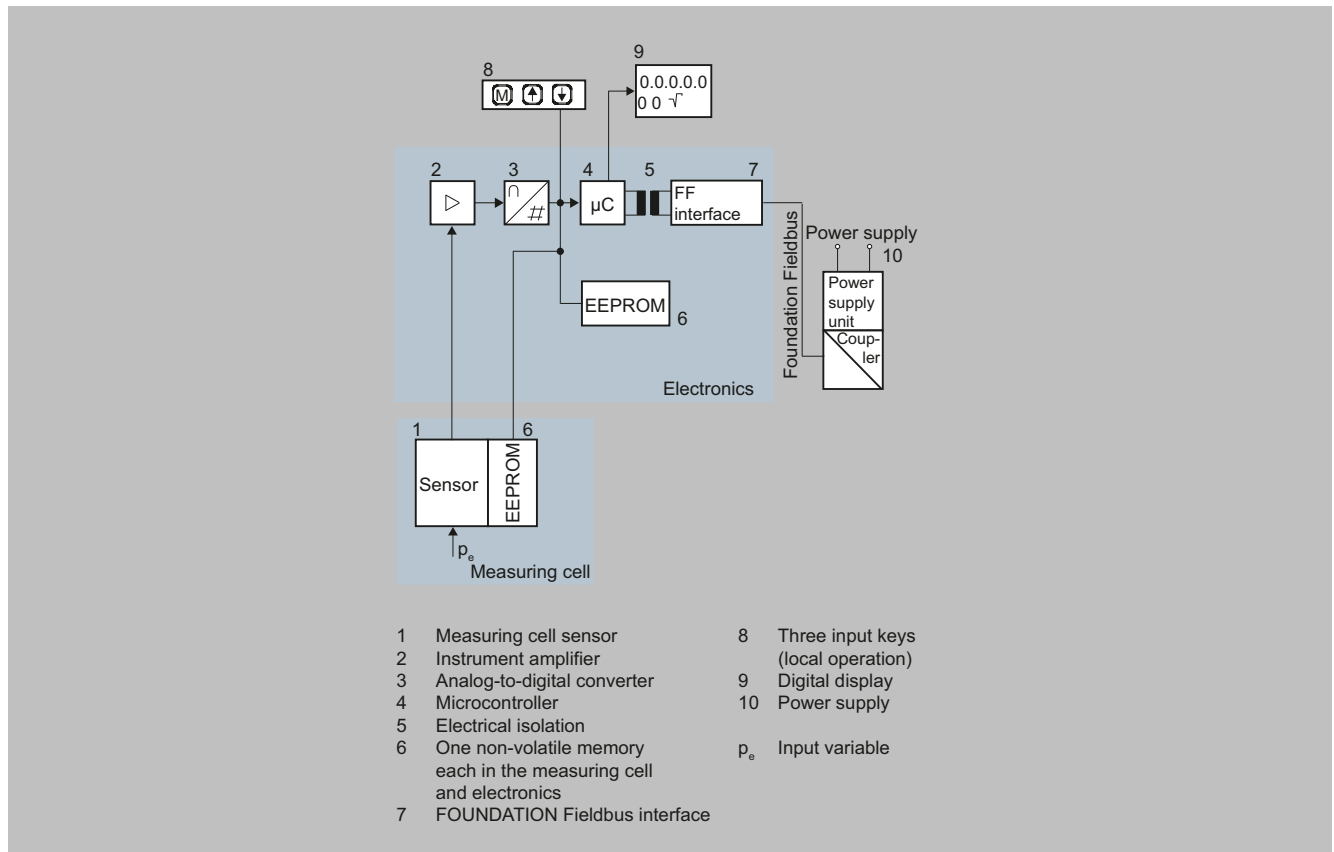 9
8
0.0.0.0.0
0 0 √
M
2
3
4
5
7
∩
#
µC
FF
interface
Foundation Fieldbus
Power supply
10
Power
supply
unit
Coup-
ler
EEPROM
6
Electronics
1
6
Sensor
EEPROM
pe
Measuring cell
1 Measuring cell sensor
2 Instrument amplifier
3 Analog-to-digital converter
4 Microcontroller
5 Electrical isolation
6 One non-volatile memory
each in the measuring cell
and electronics
7 FOUNDATION Fieldbus interface
8 Three input keys
(local operation)
9 Digital display
10 Power supply
pe Input variable